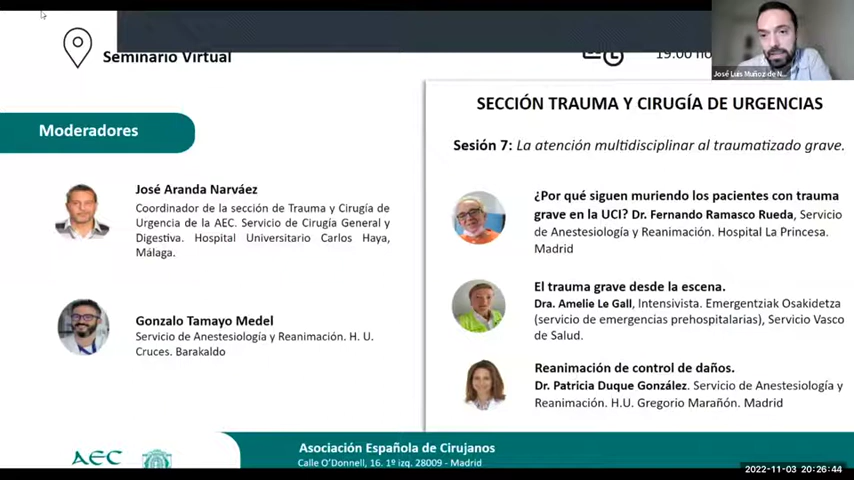 Seminario Virtual
19:00
José Luis Muñoz de N...
Moderadores
José Aranda Narváez
Coordinador de la sección de Trauma y Cirugía de
Urgencia de la AEC. Servicio de Cirugía General y
Digestiva. Hospital Universitario Carlos Haya,
Málaga.
Gonzalo Tamayo Medel
Servicio de Anestesiología y Reanimación. H. U.
Cruces. Barakaldo
SECCIÓN TRAUMA Y CIRUGÍA DE URGENCIAS
Sesión 7: La atención multidisciplinar al traumatizado grave.
¿Por qué siguen muriendo los pacientes con trauma
grave en la UCI? Dr. Fernando Ramasco Rueda, Servicio
de Anestesiología y Reanimación. Hospital La Princesa.
Madrid
El trauma grave desde la escena.
Dra. Amelie Le Gall, Intensivista. Emergentziak Osakidetza
(servicio de emergencias prehospitalarias), Servicio Vasco
de Salud.
Reanimación de control de daños.
Dr. Patricia Duque González. Servicio de Anestesiología y
Reanimación. H.U. Gregorio Marañón. Madrid
AEC
Asociación Española de Cirujanos
Calle O'Donnell, 16. 1º izq. 28009 - Madrid
2022-11-03 20:26:44